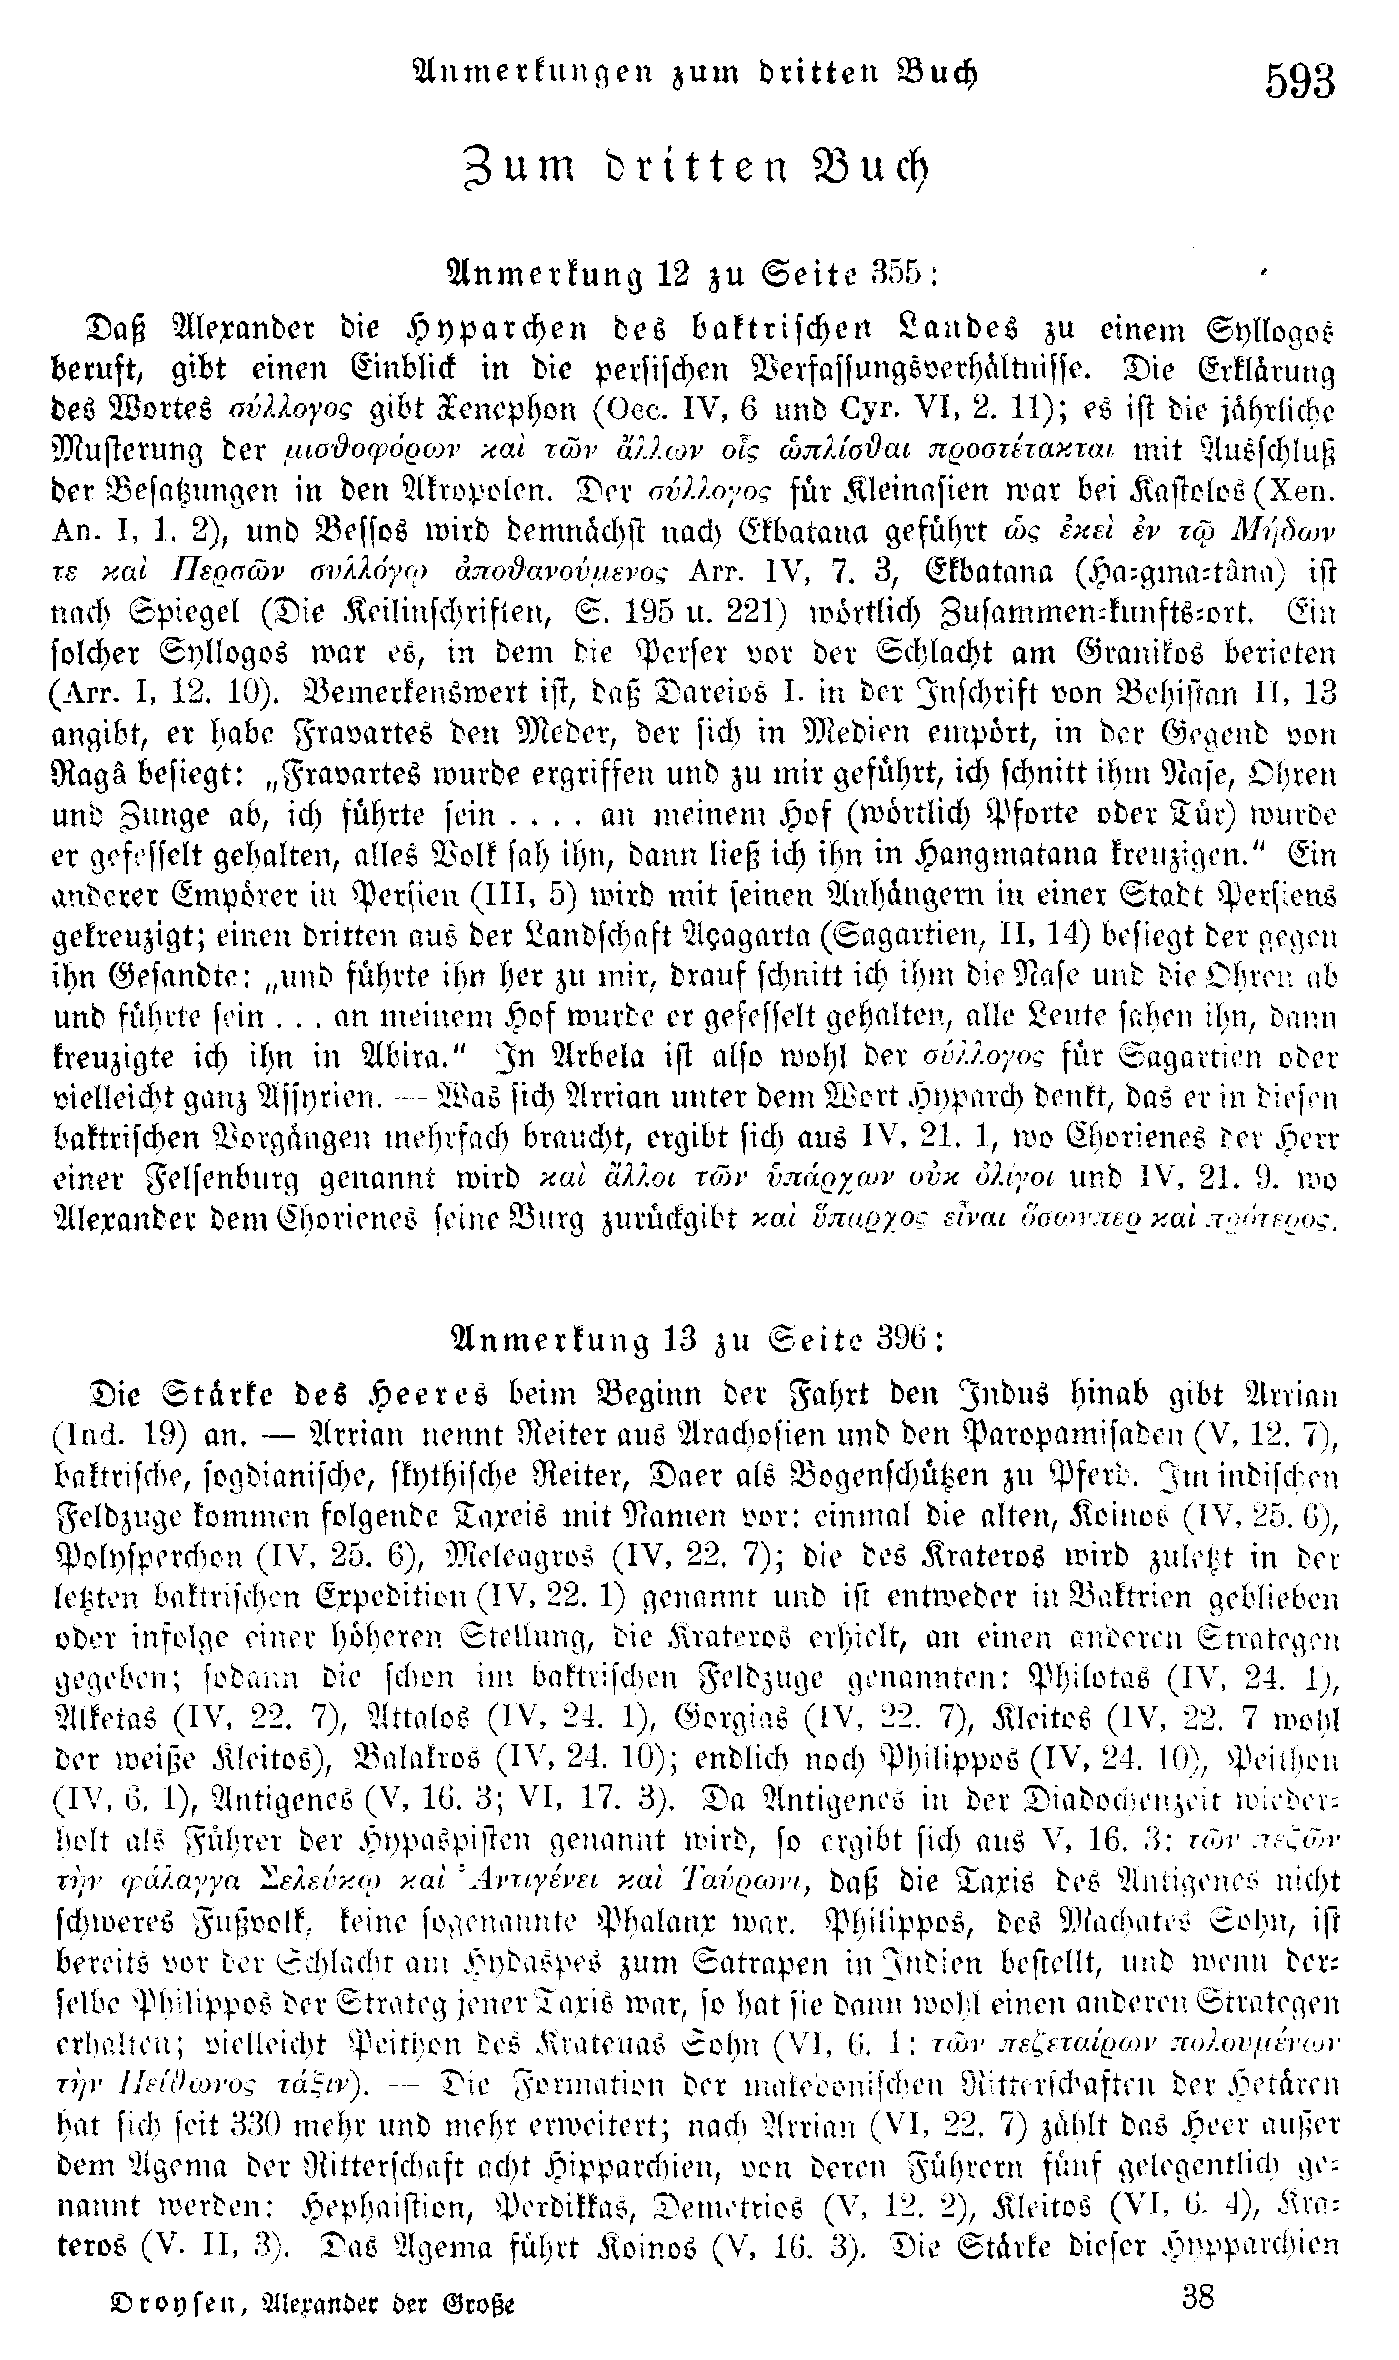 Anmerkungen zum dritten Buch 593
Zum dritten Buch
Anmerkung 12 zu Seite 355:
Daß Alexander die Hyparchen des baktrischen Landes zu einem Syllogos
beruft, gibt einen Einblick in die persischen Verfassungsverhältnisse. Die Erklärung
des Wortes σύλλογος gibt Xenephon (Oec. IV, 6 und Cyr. VI, 2. 11); es ist die jährliche
Musterung der μισθοφόρων καὶ τῶν ἄλλων οἷς ὡπλίσθαι προστέτακται mit Ausschluß
der Besatzungen in den Akropolen. Der σύλλογος für Kleinasien war bei Kastolos (Xen.
An. I, 1. 2), und Bessos wird demnächst nach Ekbatana geführt ὡς ἐκεῖ ἐν τῷ Μήδων
τε καὶ Περσῶν συλλόγῳ ἀποθανούμενος Arr. IV, 7. 3, Ekbatana (Ha-gma-tâna) ist
nach Spiegel (Die Keilinschriften, S. 195 u. 221) wörtlich Zusammen-kunfts-ort. Ein
solcher Syllogos war es, in dem die Perser vor der Schlacht am Granikos berieten
(Arr. I, 12. 10). Bemerkenswert ist, daß Dareios I. in der Inschrift von Behistan II, 13
angibt, er habe Fravartes den Meder, der sich in Medien empört, in der Gegend von
Ragâ besiegt: „Fravartes wurde ergriffen und zu mir geführt, ich schnitt ihm Nase, Ohren
und Zunge ab, ich führte sein . . . . an meinem Hof (wörtlich Pforte oder Tür) wurde
er gefesselt gehalten, alles Volk sah ihn, dann ließ ich ihn in Hangmatana kreuzigen.“ Ein
anderer Empörer in Persien (III, 5) wird mit seinen Anhängern in einer Stadt Persiens
gekreuzigt; einen dritten aus der Landschaft Açagarta (Sagartien, II, 14) besiegt der gegen
ihn Gesandte: „und führte ihn her zu mir, drauf schnitt ich ihm die Nase und die Ohren ab
und führte sein . . . an meinem Hof wurde er gefesselt gehalten, alle Leute sahen ihn, dann
kreuzigte ich ihn in Abira.“ In Arbela ist also wohl der σύλλογος für Sagartien oder
vielleicht ganz Assyrien. — Was sich Arrian unter dem Wort Hyparch denkt, das er in diesen
baktrischen Vorgängen mehrfach braucht, ergibt sich aus IV, 21. 1, wo Chorienes der Herr
einer Felsenburg genannt wird καὶ ἄλλοι τῶν ὑπάρχων οὐκ ὀλίγοι und IV, 21. 9. wo
Alexander dem Chorienes seine Burg zurückgibt καὶ ὕπαρχος εἶναι ὅσωνπερ καὶ πρότερος.
Anmerkung 13 zu Seite 396:
Die Stärke des Heeres beim Beginn der Fahrt den Indus hinab gibt Arrian
(Ind. 19) an. — Arrian nennt Reiter aus Arachosien und den Paropamisaden (V, 12. 7),
baktrische, sogdianische, skythische Reiter, Daer als Bogenschützen zu Pferd. Im indischen
Feldzuge kommen folgende Taxeis mit Namen vor: einmal die alten, Koinos (IV, 25. 6),
Polysperchon (IV, 25. 6), Meleagros (IV, 22. 7); die des Krateros wird zuletzt in der
letzten baktrischen Expedition (IV, 22. 1) genannt und ist entweder in Baktrien geblieben
oder infolge einer höheren Stellung, die Krateros erhielt, an einen anderen Strategen
gegeben; sodann die schon im baktrischen Feldzuge genannten: Philotas (IV, 24. 1),
Alketas (IV, 22. 7), Attalos (IV, 24. 1), Gorgias (IV, 22. 7), Kleitos (IV, 22. 7 wohl
der weiße Kleitos), Balakros (IV, 24. 10); endlich noch Philippos (IV, 24. 10), Peithon
(IV, 6. 1), Antigenes (V, 16. 3; VI, 17. 3). Da Antigenes in der Diadochenzeit wieder-
holt als Führer der Hypaspisten genannt wird, so ergibt sich aus V, 16. 3: τῶν πεζῶν
τὴν φάλαγγα Σελεύκῳ καὶ Ἀντιγένει καὶ Ταύρωνι, daß die Taxis des Antigenes nicht
schweres Fußvolk, keine sogenannte Phalanx war. Philippos, des Machates Sohn, ist
bereits vor der Schlacht am Hydaspes zum Satrapen in Indien bestellt, und wenn der-
selbe Philippos der Strateg jener Taxis war, so hat sie dann wohl einen anderen Strategen
erhalten; vielleicht Peithon des Krateuas Sohn (VI, 6. 1: τῶν πεζεταίρων πολουμένων
τὴν Πείθωνος τάξιν). — Die Formation der makedonischen Ritterschaften der Hetären
hat sich seit 330 mehr und mehr erweitert; nach Arrian (VI, 22. 7) zählt das Heer außer
dem Agema der Ritterschaft acht Hipparchien, von deren Führern fünf gelegentlich ge-
nannt werden: Hephaistion, Perdikkas, Demetrios (V, 12. 2), Kleitos (VI, 6. 4), Kra-
teros (V. II, 3). Das Agema führt Koinos (V, 16. 3). Die Stärke dieser Hypparchien
Droysen, Alexander der Große 38